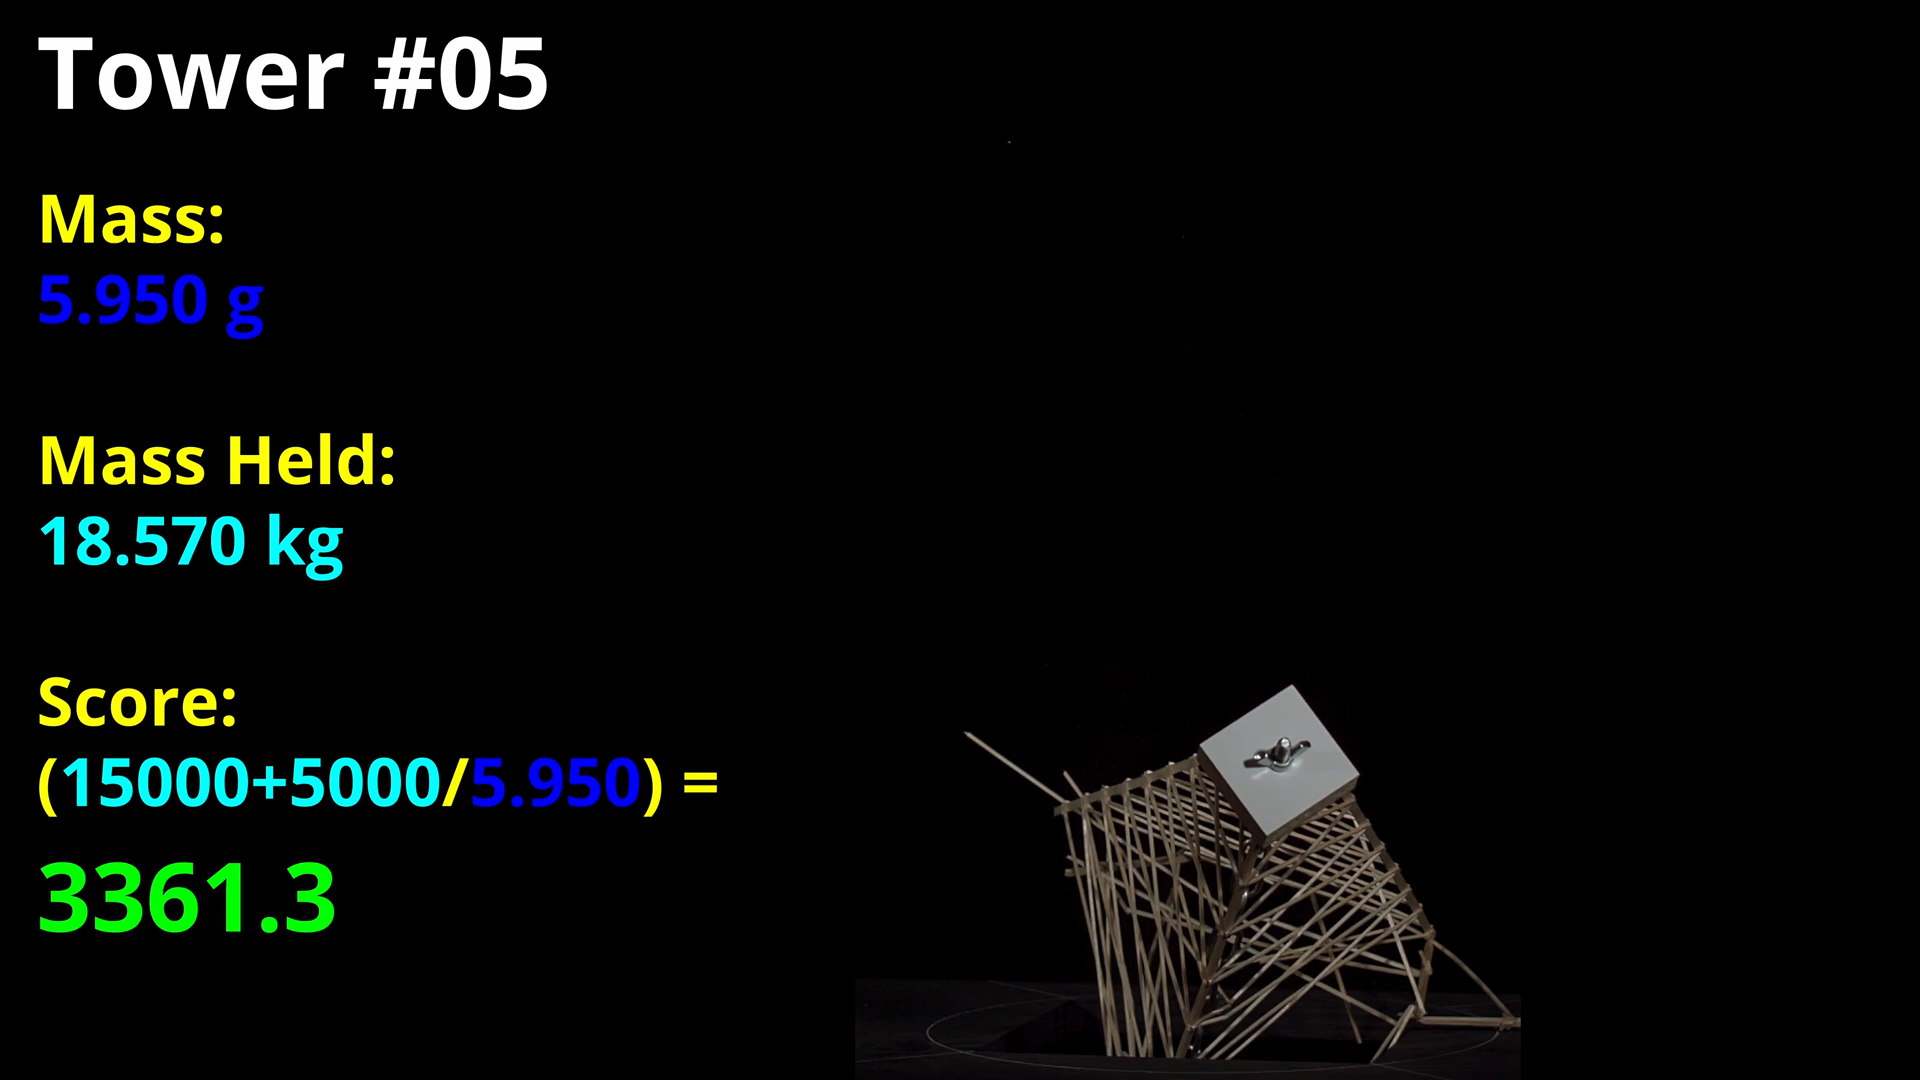 Tower #05
Mass:
5.950 g
Mass Held:
18.570 kg
Score:
(15000+5000/5.950) =
3361.3